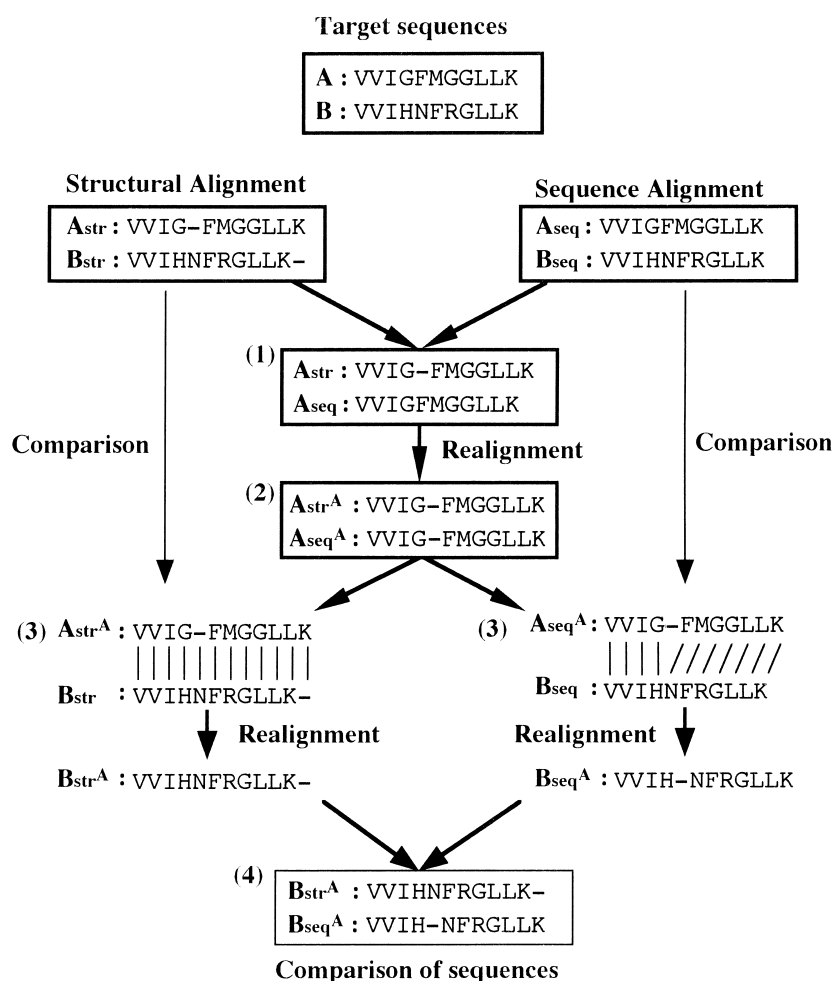 Target sequences
A : VVIGFMGGLLK
B : VVIHNFRGLLK
Structural Alignment
Sequence Alignment
Astr : VVIG-FMGGLLK
Bstr : VVIHNFRGLLK-
Aseq : VVIGFMGGLLK
Bseq : VVIHNFRGLLK
(1)
Astr : VVIG-FMGGLLK
Aseq : VVIGFMGGLLK
Comparison
Realignment
Comparison
(2)
AstrA : VVIG-FMGGLLK
AseqA : VVIG-FMGGLLK
(3) AstrA : VVIG-FMGGLLK
Bstr : VVIHNFRGLLK-
Realignment
BstrA : VVIHNFRGLLK-
(3) AseqA : VVIG-FMGGLLK
Bseq : VVIHNFRGLLK
Realignment
BseqA : VVIH-NFRGLLK
(4)
BstrA : VVIHNFRGLLK-
BseqA : VVIH-NFRGLLK
Comparison of sequences